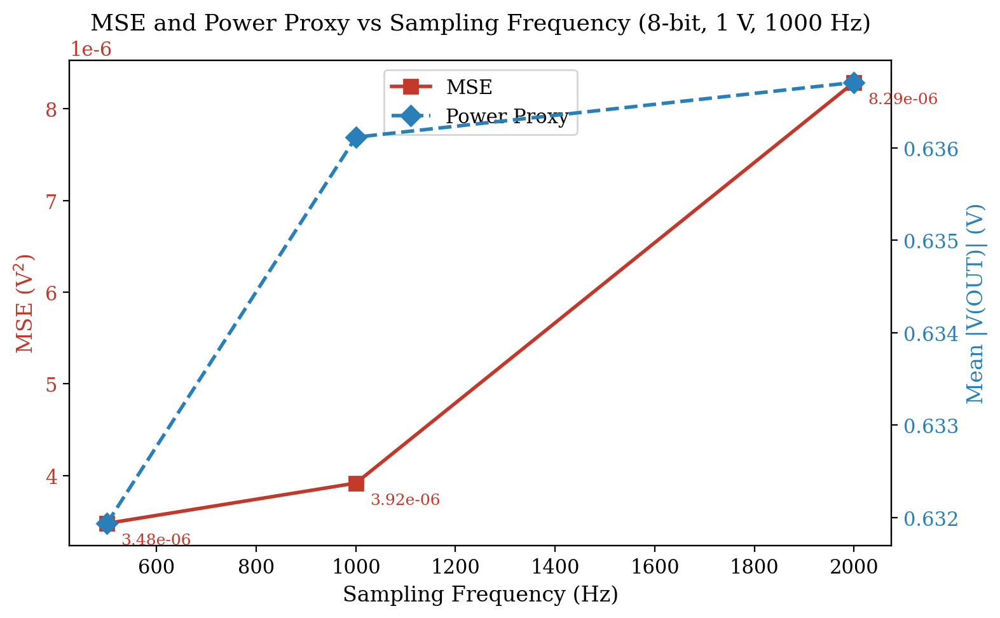 MSE and Power Proxy vs Sampling Frequency (8-bit, 1 V, 1000 Hz)
1e-6
MSE
Power Proxy
8
7
6
5
4
MSE (V²)
8.29e-06
3.92e-06
3.48e-06
0.636
0.635
0.634
0.633
0.632
Mean |V(OUT)| (V)
600 800 1000 1200 1400 1600 1800 2000
Sampling Frequency (Hz)